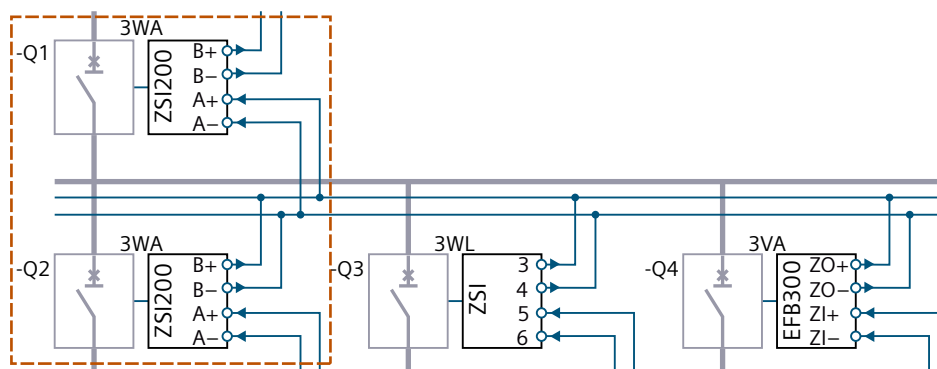 3WA
-Q1
ZSI200
B+
B−
A+
A−
3WA
-Q2
ZSI200
B+
B−
A+
A−
3WL
-Q3
ZSI
3
4
5
6
3VA
-Q4
EFB300
ZO+
ZO−
ZI+
ZI−